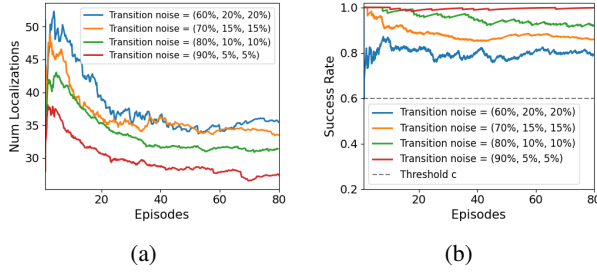 Num Localizations
50
45
40
35
30
Transition noise = (60%, 20%, 20%)
Transition noise = (70%, 15%, 15%)
Transition noise = (80%, 10%, 10%)
Transition noise = (90%, 5%, 5%)
20 40 60 80
Episodes
(a)
Success Rate
1.0
0.8
0.6
0.4
0.2
Transition noise = (60%, 20%, 20%)
Transition noise = (70%, 15%, 15%)
Transition noise = (80%, 10%, 10%)
Transition noise = (90%, 5%, 5%)
Threshold c
20 40 60 80
Episodes
(b)